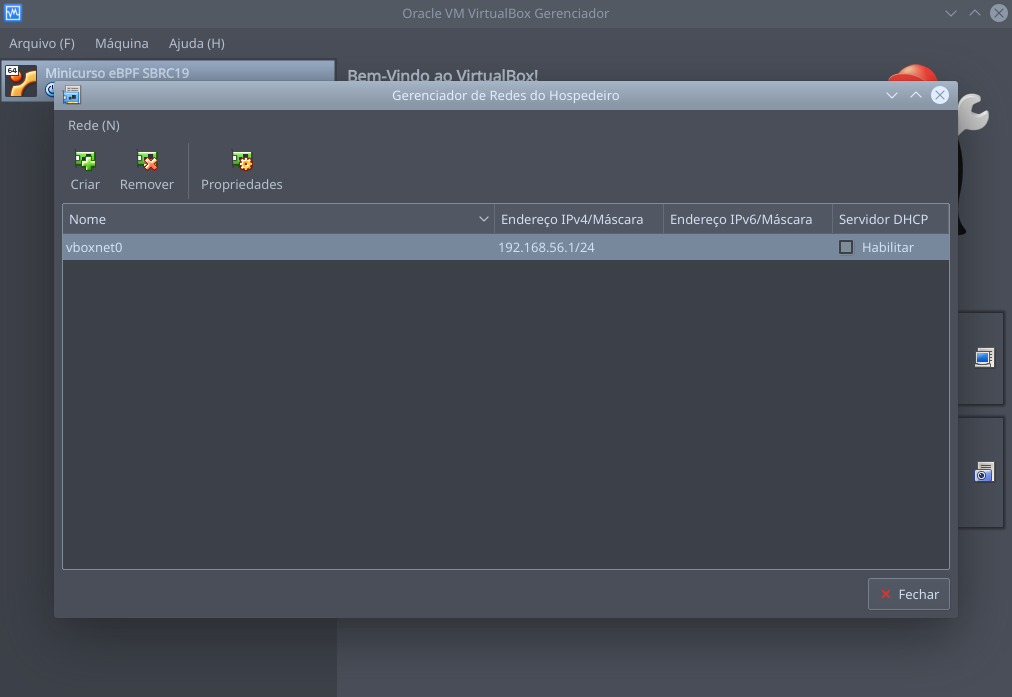 Oracle VM VirtualBox Gerenciador
Arquivo (F) Máquina Ajuda (H)
64
Minicurso eBPF SBRC19
Bem-Vindo ao VirtualBox!
Gerenciador de Redes do Hospedeiro
Rede (N)
Criar Remover Propriedades
Nome Endereço IPv4/Máscara Endereço IPv6/Máscara Servidor DHCP
vboxnet0 192.168.56.1/24 Habilitar
Fechar